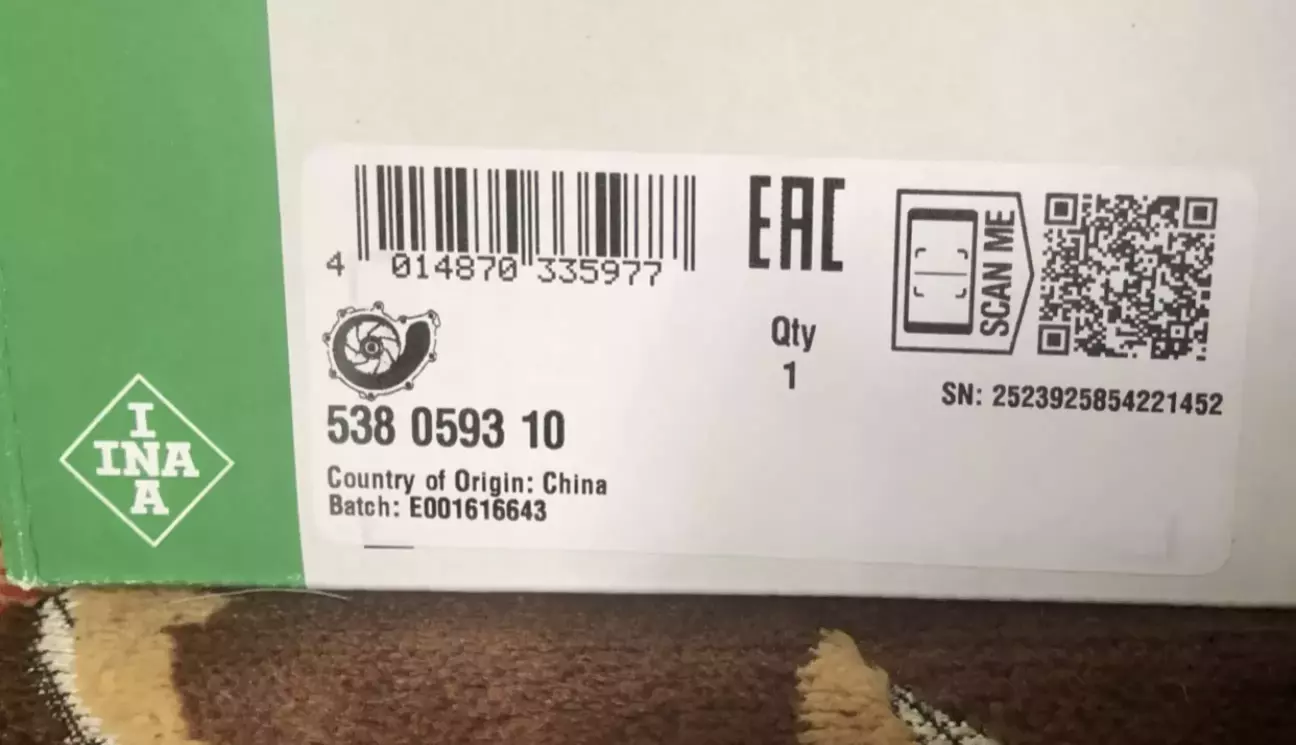 4 014870 335977
EAC
SCAN ME
Qty
1
SN: 2523925854221452
538 0593 10
Country of Origin: China
Batch: E001616643
I
INA
A